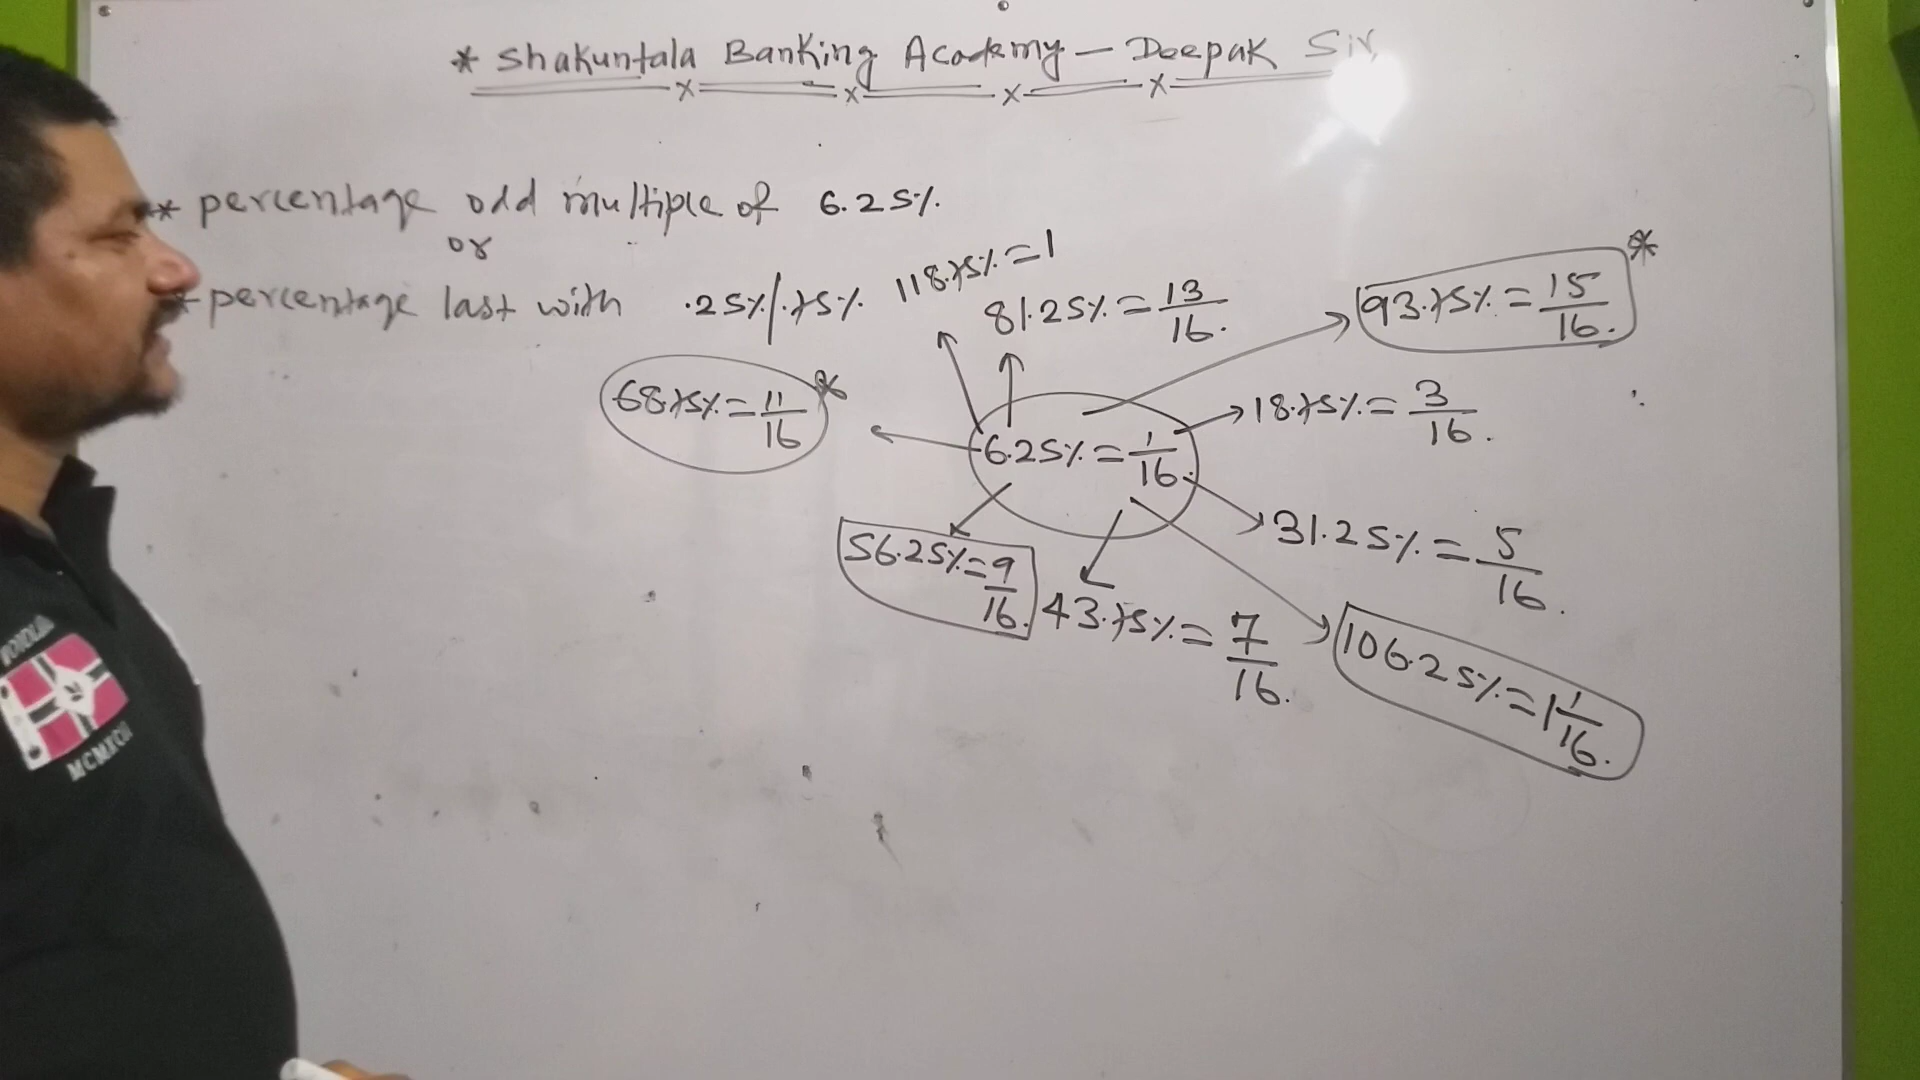 * Shakuntala Banking Academy - Deepak Sir
* percentage odd multiple of 6.25%.
or
* percentage last with .25%/.75%
118.75% = 1
81.25% = 13/16.
93.75% = 15/16. *
68.75% = 11/16 *
6.25% = 1/16.
18.75% = 3/16.
31.25% = 5/16.
56.25% = 9/16.
43.75% = 7/16.
106.25% = 1 1/16.